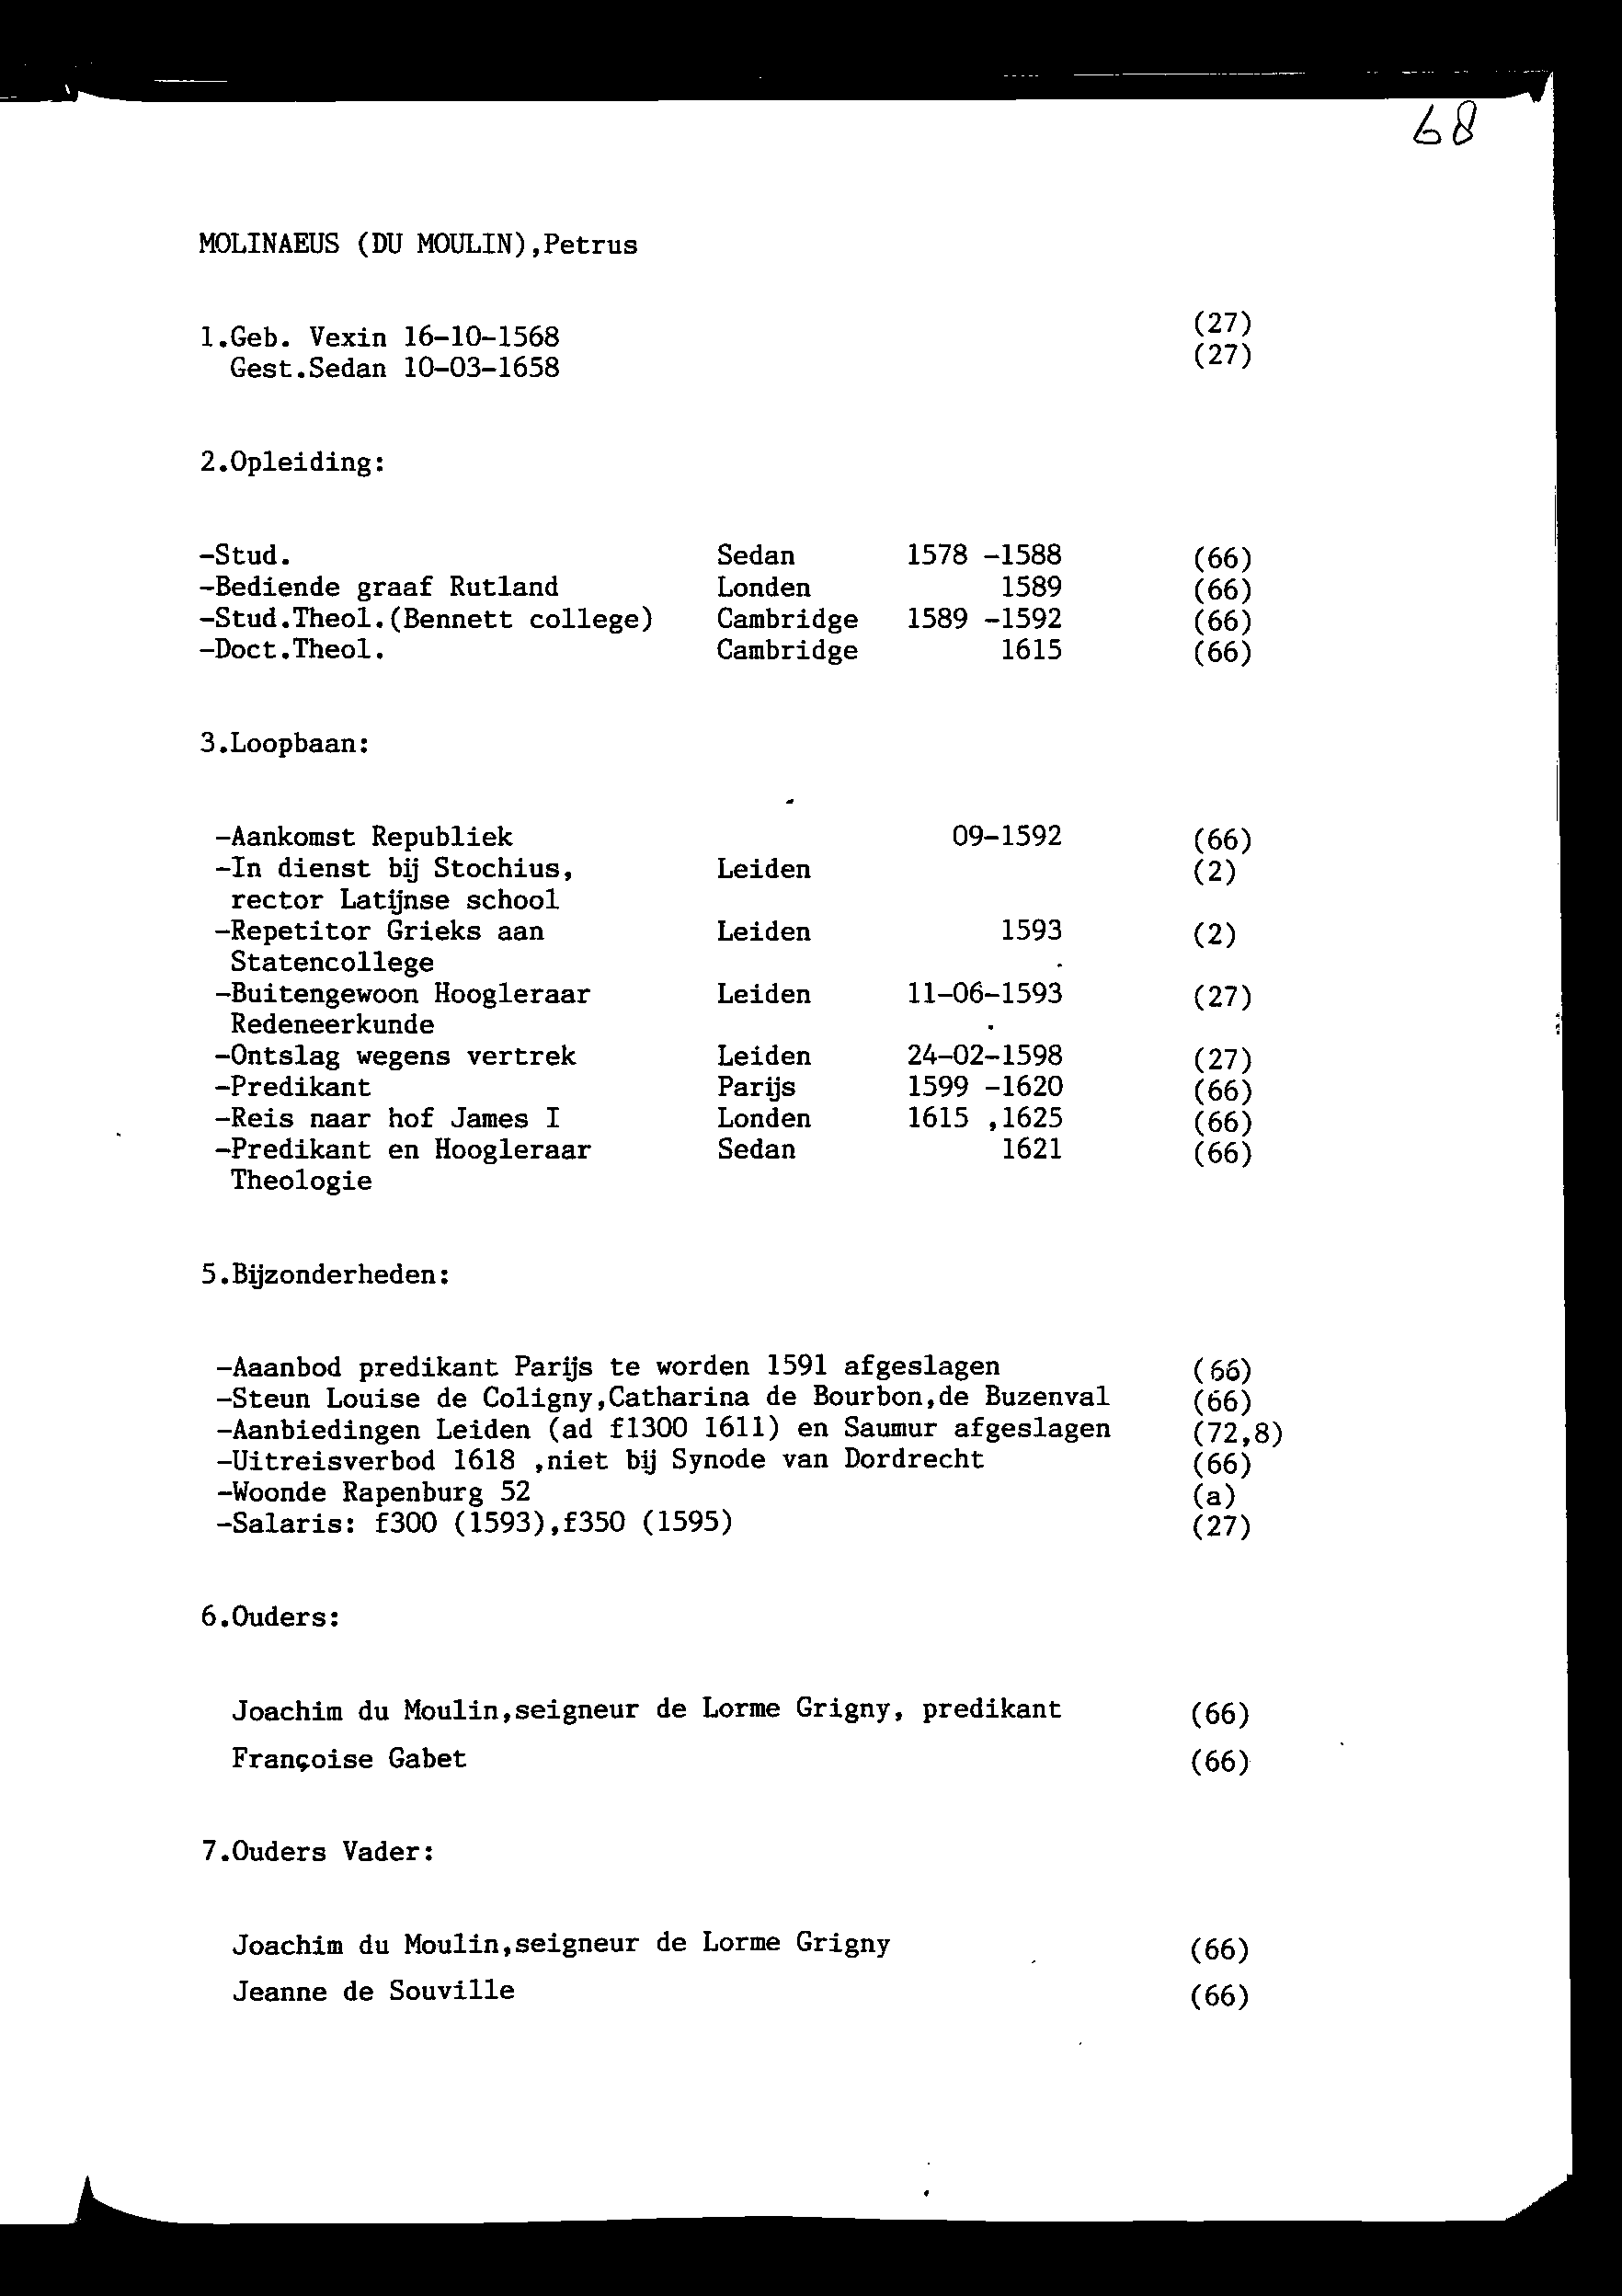 68
MOLINAEUS (DU MOULIN),Petrus
1.Geb. Vexin 16-10-1568 (27)
Gest.Sedan 10-03-1658 (27)
2.Opleiding:
-Stud. Sedan 1578 -1588 (66)
-Bediende graaf Rutland Londen 1589 (66)
-Stud.Theol.(Bennett college) Cambridge 1589 -1592 (66)
-Doct.Theol. Cambridge 1615 (66)
3.Loopbaan:
-Aankomst Republiek 09-1592 (66)
-In dienst bij Stochius, Leiden (2)
rector Latijnse school
-Repetitor Grieks aan Leiden 1593 (2)
Statencollege
-Buitengewoon Hoogleraar Leiden 11-06-1593 (27)
Redeneerkunde
-Ontslag wegens vertrek Leiden 24-02-1598 (27)
-Predikant Parijs 1599 -1620 (66)
-Reis naar hof James I Londen 1615 ,1625 (66)
-Predikant en Hoogleraar Sedan 1621 (66)
Theologie
5.Bijzonderheden:
-Aaanbod predikant Parijs te worden 1591 afgeslagen (66)
-Steun Louise de Coligny,Catharina de Bourbon,de Buzenval (66)
-Aanbiedingen Leiden (ad f1300 1611) en Saumur afgeslagen (72,8)
-Uitreisverbod 1618 ,niet bij Synode van Dordrecht (66)
-Woonde Rapenburg 52 (a)
-Salaris: f300 (1593),f350 (1595) (27)
6.Ouders:
Joachim du Moulin,seigneur de Lorme Grigny, predikant (66)
Françoise Gabet (66)
7.Ouders Vader:
Joachim du Moulin,seigneur de Lorme Grigny (66)
Jeanne de Souville (66)